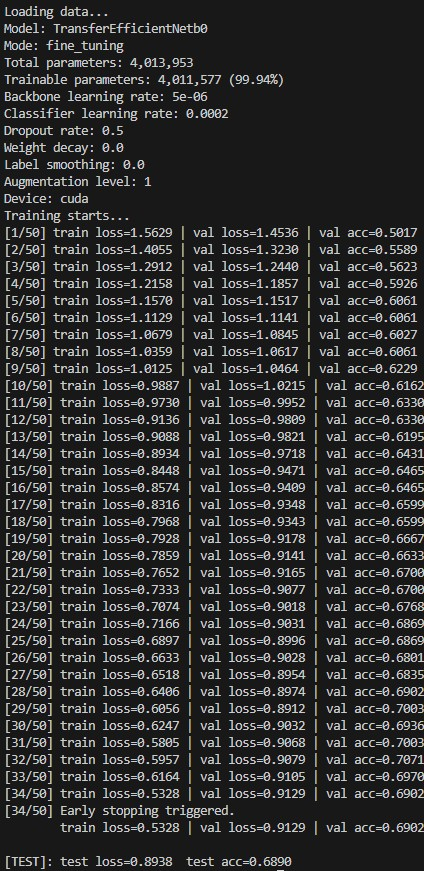 Loading data...
Model: TransferEfficientNetb0
Mode: fine_tuning
Total parameters: 4,013,953
Trainable parameters: 4,011,577 (99.94%)
Backbone learning rate: 5e-06
Classifier learning rate: 0.0002
Dropout rate: 0.5
Weight decay: 0.0
Label smoothing: 0.0
Augmentation level: 1
Device: cuda
Training starts...
[1/50] train loss=1.5629 | val loss=1.4536 | val acc=0.5017
[2/50] train loss=1.4055 | val loss=1.3230 | val acc=0.5589
[3/50] train loss=1.2912 | val loss=1.2440 | val acc=0.5623
[4/50] train loss=1.2158 | val loss=1.1857 | val acc=0.5926
[5/50] train loss=1.1570 | val loss=1.1517 | val acc=0.6061
[6/50] train loss=1.1129 | val loss=1.1141 | val acc=0.6061
[7/50] train loss=1.0679 | val loss=1.0845 | val acc=0.6027
[8/50] train loss=1.0359 | val loss=1.0617 | val acc=0.6061
[9/50] train loss=1.0125 | val loss=1.0464 | val acc=0.6229
[10/50] train loss=0.9887 | val loss=1.0215 | val acc=0.6162
[11/50] train loss=0.9730 | val loss=0.9952 | val acc=0.6330
[12/50] train loss=0.9136 | val loss=0.9809 | val acc=0.6330
[13/50] train loss=0.9088 | val loss=0.9821 | val acc=0.6195
[14/50] train loss=0.8934 | val loss=0.9718 | val acc=0.6431
[15/50] train loss=0.8448 | val loss=0.9471 | val acc=0.6465
[16/50] train loss=0.8574 | val loss=0.9409 | val acc=0.6465
[17/50] train loss=0.8316 | val loss=0.9348 | val acc=0.6599
[18/50] train loss=0.7968 | val loss=0.9343 | val acc=0.6599
[19/50] train loss=0.7928 | val loss=0.9178 | val acc=0.6667
[20/50] train loss=0.7859 | val loss=0.9141 | val acc=0.6633
[21/50] train loss=0.7652 | val loss=0.9165 | val acc=0.6700
[22/50] train loss=0.7333 | val loss=0.9077 | val acc=0.6700
[23/50] train loss=0.7074 | val loss=0.9018 | val acc=0.6768
[24/50] train loss=0.7166 | val loss=0.9031 | val acc=0.6869
[25/50] train loss=0.6897 | val loss=0.8996 | val acc=0.6869
[26/50] train loss=0.6633 | val loss=0.9028 | val acc=0.6801
[27/50] train loss=0.6518 | val loss=0.8954 | val acc=0.6835
[28/50] train loss=0.6406 | val loss=0.8974 | val acc=0.6902
[29/50] train loss=0.6056 | val loss=0.8912 | val acc=0.7003
[30/50] train loss=0.6247 | val loss=0.9032 | val acc=0.6936
[31/50] train loss=0.5805 | val loss=0.9068 | val acc=0.7003
[32/50] train loss=0.5957 | val loss=0.9079 | val acc=0.7071
[33/50] train loss=0.6164 | val loss=0.9105 | val acc=0.6970
[34/50] train loss=0.5328 | val loss=0.9129 | val acc=0.6902
[34/50] Early stopping triggered.
train loss=0.5328 | val loss=0.9129 | val acc=0.6902
[TEST]: test loss=0.8938 test acc=0.6890